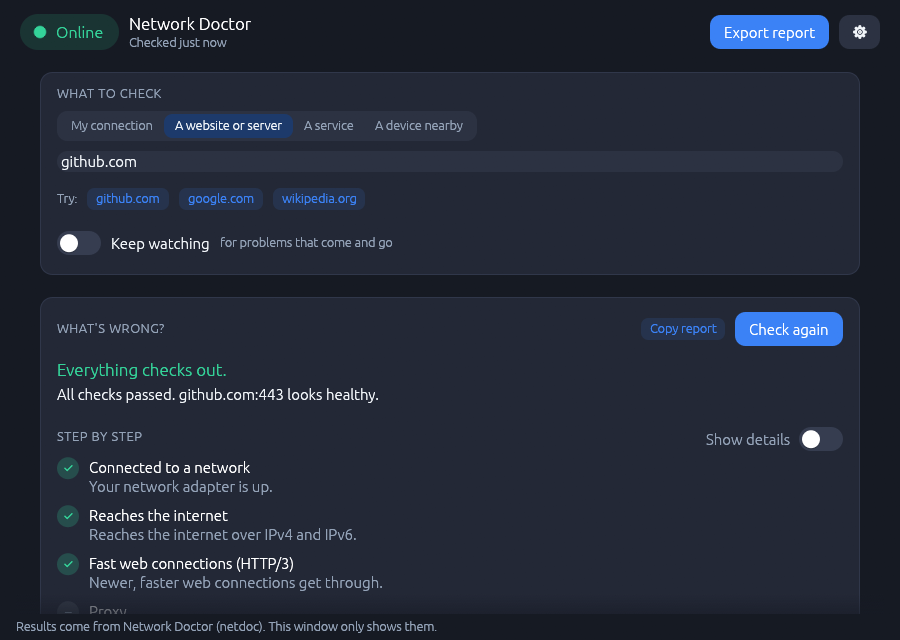 Online
Network Doctor
Checked just now
Export report
WHAT TO CHECK
My connection
A website or server
A service
A device nearby
github.com
Try:
github.com
google.com
wikipedia.org
Keep watching
for problems that come and go
WHAT'S WRONG?
Copy report
Check again
Everything checks out.
All checks passed. github.com:443 looks healthy.
STEP BY STEP
Show details
Connected to a network
Your network adapter is up.
Reaches the internet
Reaches the internet over IPv4 and IPv6.
Fast web connections (HTTP/3)
Newer, faster web connections get through.
Proxy
Results come from Network Doctor (netdoc). This window only shows them.